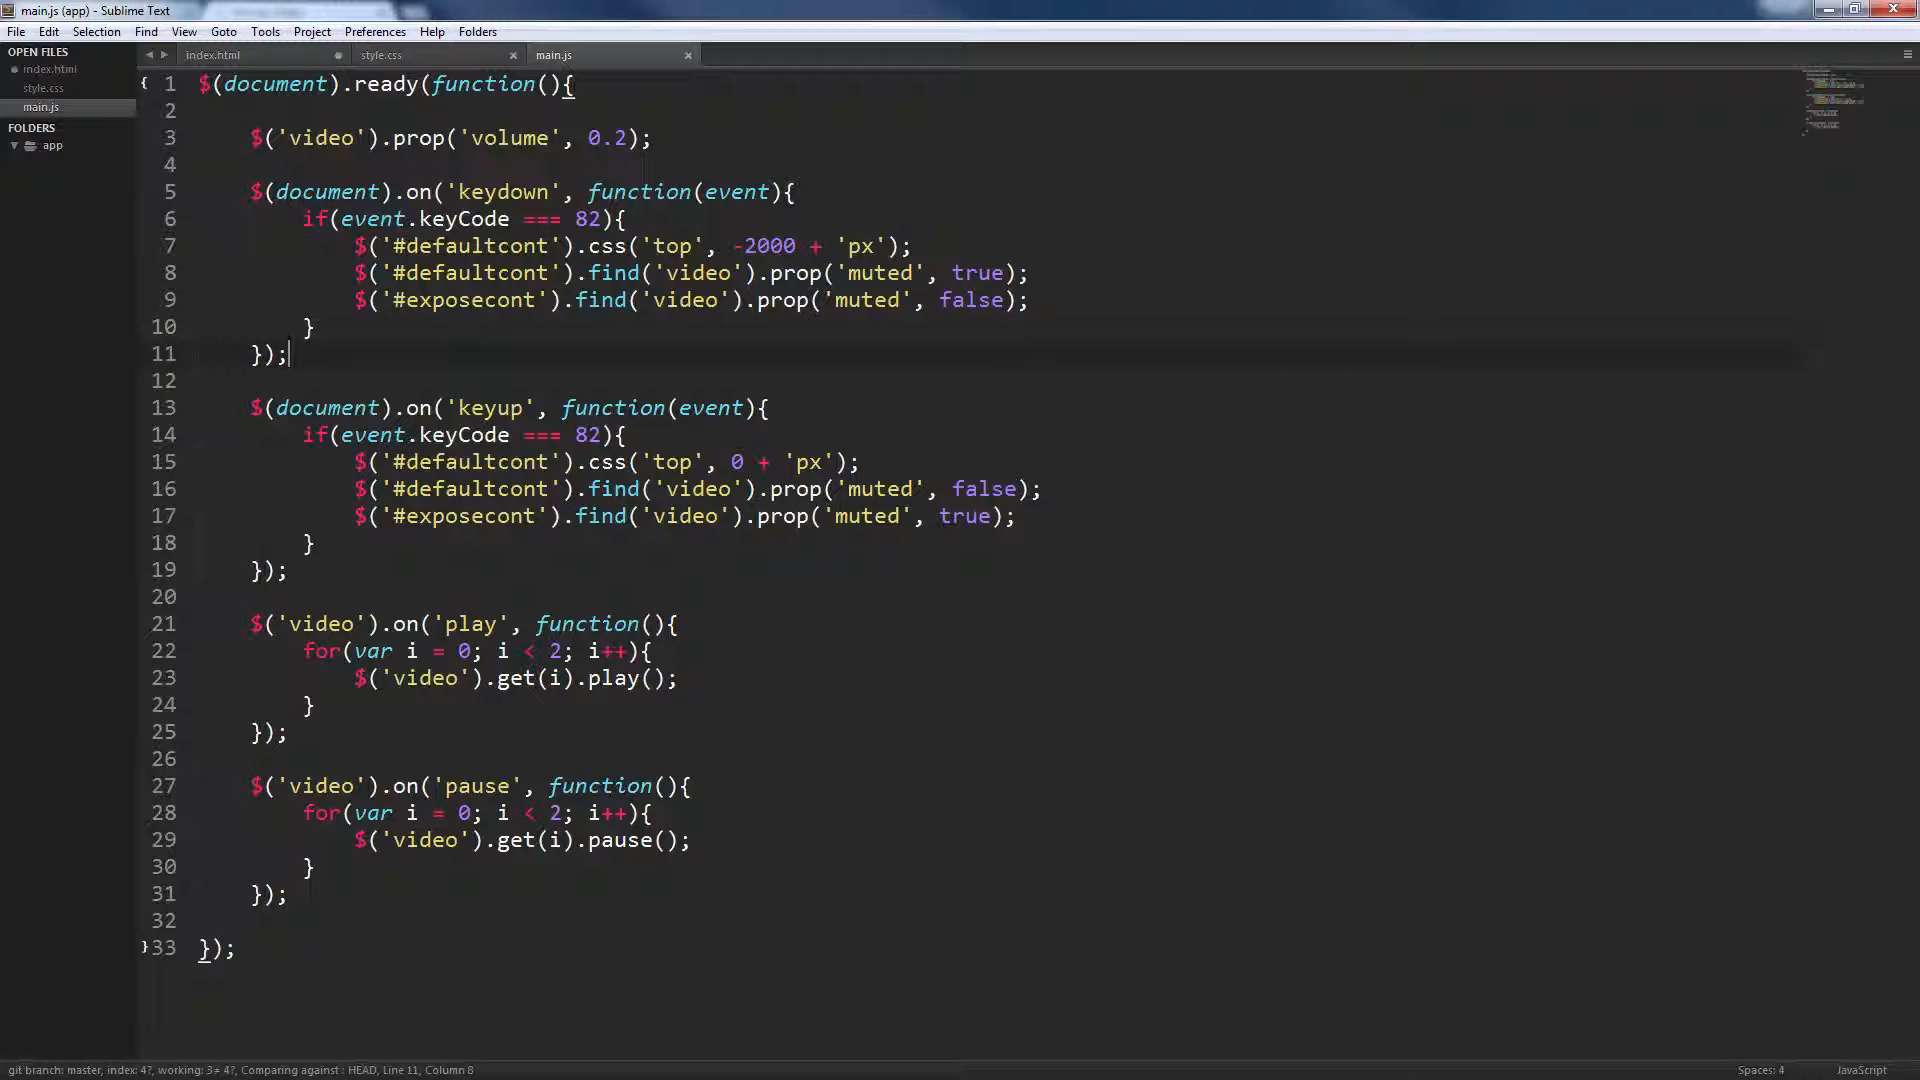 main.js (app) - Sublime Text
File Edit Selection Find View Goto Tools Project Preferences Help Folders
OPEN FILES
index.html
style.css
main.js
FOLDERS
app
index.html style.css main.js
1 $(document).ready(function(){
2
3 $('video').prop('volume', 0.2);
4
5 $(document).on('keydown', function(event){
6 if(event.keyCode === 82){
7 $('#defaultcont').css('top', -2000 + 'px');
8 $('#defaultcont').find('video').prop('muted', true);
9 $('#exposecont').find('video').prop('muted', false);
10 }
11 });
12
13 $(document).on('keyup', function(event){
14 if(event.keyCode === 82){
15 $('#defaultcont').css('top', 0 + 'px');
16 $('#defaultcont').find('video').prop('muted', false);
17 $('#exposecont').find('video').prop('muted', true);
18 }
19 });
20
21 $('video').on('play', function(){
22 for(var i = 0; i < 2; i++){
23 $('video').get(i).play();
24 }
25 });
26
27 $('video').on('pause', function(){
28 for(var i = 0; i < 2; i++){
29 $('video').get(i).pause();
30 }
31 });
32
33 });
git branch: master, index: 4?, working: 3≠ 4?, Comparing against : HEAD, Line 11, Column 8 Spaces: 4 JavaScript